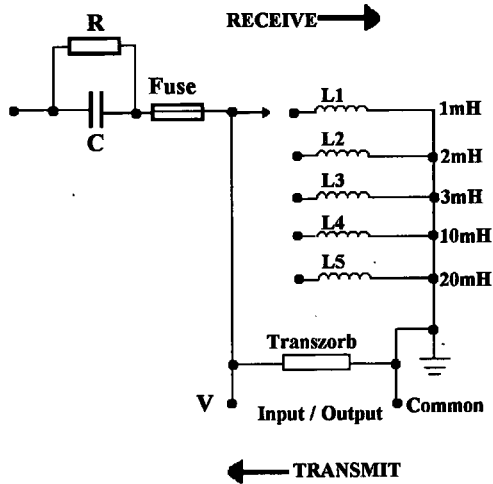 RECEIVE
R
Fuse
C
L1 1mH
L2 2mH
L3 3mH
L4 10mH
L5 20mH
Transzorb
V Input / Output Common
TRANSMIT